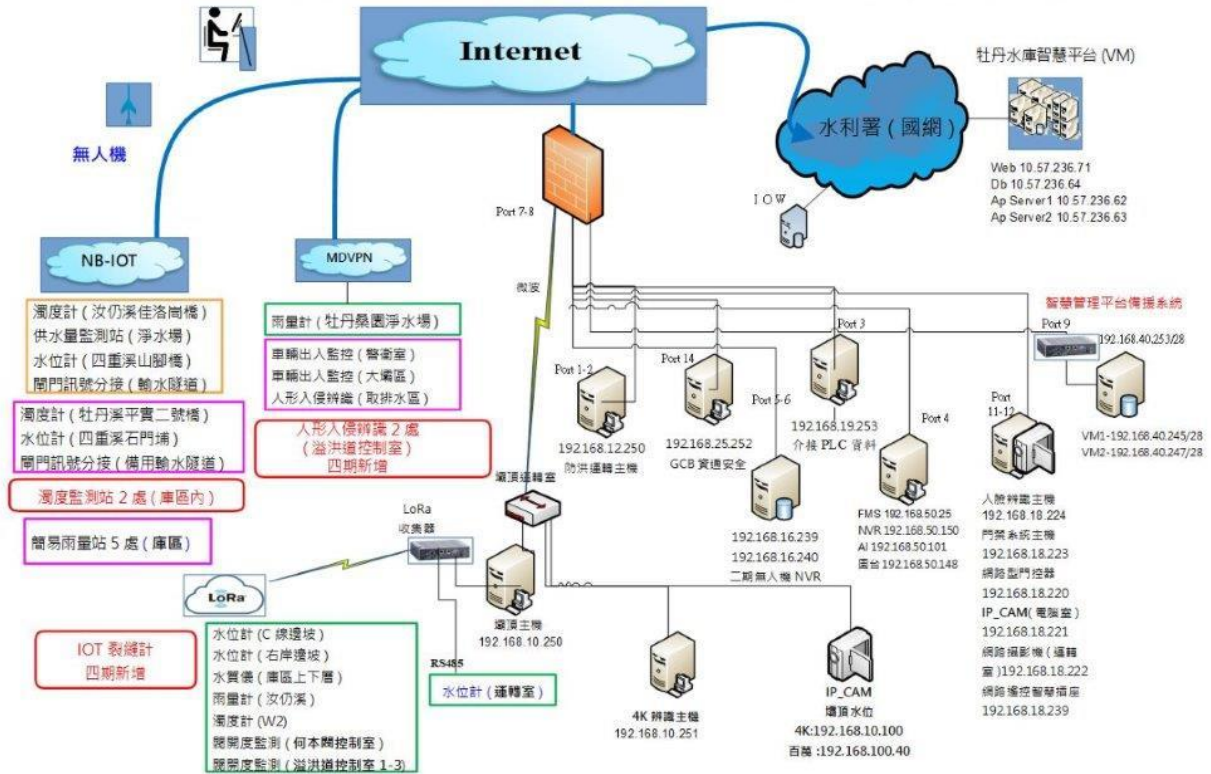 Internet
牡丹水庫智慧平台 (VM)
水利署 ( 國網 )
無人機
Web 10.57.236.71
Db 10.57.236.64
Ap Server1 10.57.236.62
Ap Server2 10.57.236.63
I O W
Port 7-8
NB-IOT
MDVPN
濁度計 ( 汝仍溪佳洛崗橋 )
供水量監測站 ( 淨水場 )
水位計 ( 四重溪山腳橋 )
閘門訊號分接 ( 輸水隧道 )
濁度計 ( 牡丹溪平實二號橋 )
水位計 ( 四重溪石門埔 )
閘門訊號分接 ( 備用輸水隧道 )
濁度監測站 2 處 ( 庫區內 )
簡易雨量站 5 處 ( 庫區 )
雨量計 ( 牡丹桑園淨水場 )
車輛出入監控 ( 警衛室 )
車輛出入監控 ( 大壩區 )
人形入侵辨識 ( 取排水區 )
人形入侵辨識 2 處
( 溢洪道控制室 )
四期新增
微波
智慧管理平台備援系統
Port 9
192.168.40.253/28
VM1-192.168.40.245/28
VM2-192.168.40.247/28
Port 1-2
192.168.12.250
防洪運轉主機
Port 14
192.168.25.252
GCB 資通安全
Port 3
192.168.19.253
介接 PLC 資料
Port 5-6
192.168.16.239
192.168.16.240
二期無人機 NVR
Port 4
FMS 192.168.50.25
NVR 192.168.50.150
AI 192.168.50.101
雲台 192.168.50.148
Port
11-12
人臉辨識主機
192.168.18.224
門禁系統主機
192.168.18.223
網路型門控器
192.168.18.220
IP_CAM( 電腦室 )
192.168.18.221
網路攝影機 ( 運轉
室 )192.168.18.222
網路遙控智慧插座
192.168.18.239
壩頂運轉室
LoRa
收集器
LoRa
壩頂主機
192.168.10.250
IOT 裂縫計
四期新增
水位計 (C 線邊坡 )
水位計 ( 右岸邊坡 )
水質儀 ( 庫區上下層 )
雨量計 ( 汝仍溪 )
濁度計 (W2)
閥開度監測 ( 何本閥控制室 )
閥開度監測 ( 溢洪道控制室 1-3)
RS485
水位計 ( 運轉室 )
4K 辨識主機
192.168.10.251
IP_CAM
壩頂水位
4K:192.168.10.100
百萬 :192.168.100.40